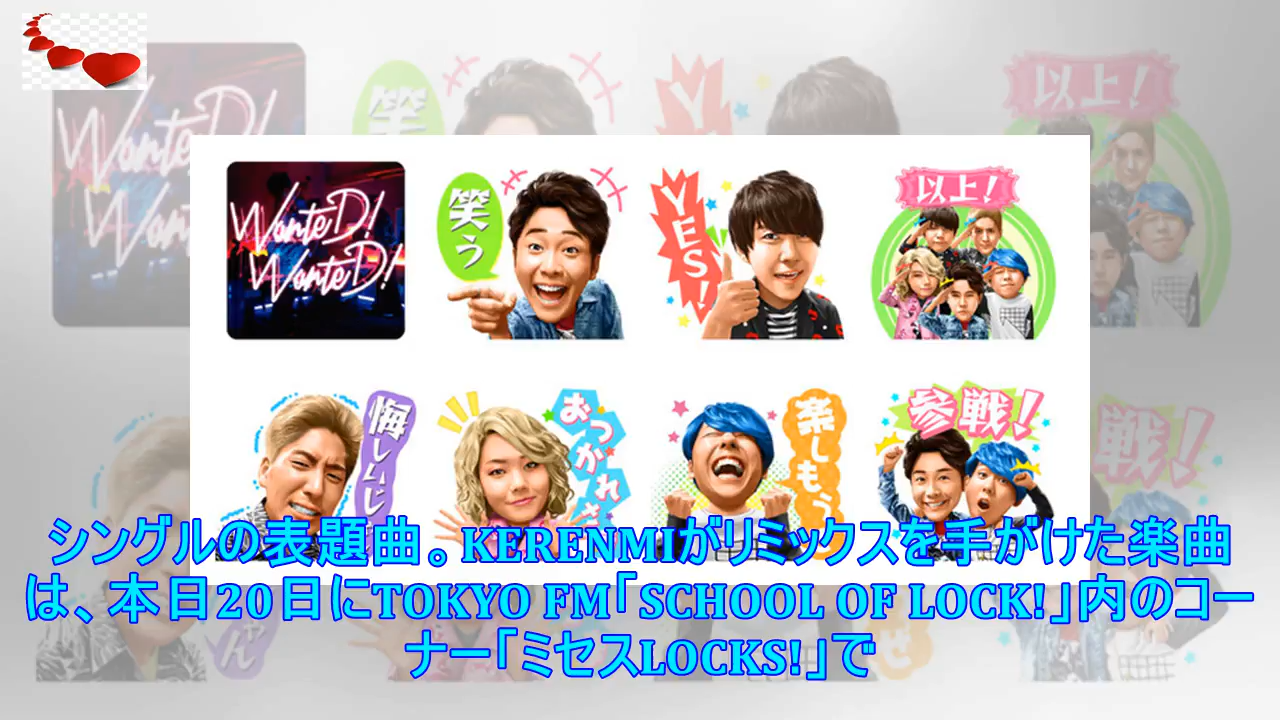 WanteD!
WanteD!
笑う
YES!
以上!
悔しいじ
おつかれさ
楽しもう
参戦!
シングルの表題曲。KERENMIがリミックスを手がけた楽曲
は、本日20日にTOKYO FM「SCHOOL OF LOCK!」内のコー
ナー「ミセスLOCKS!」で